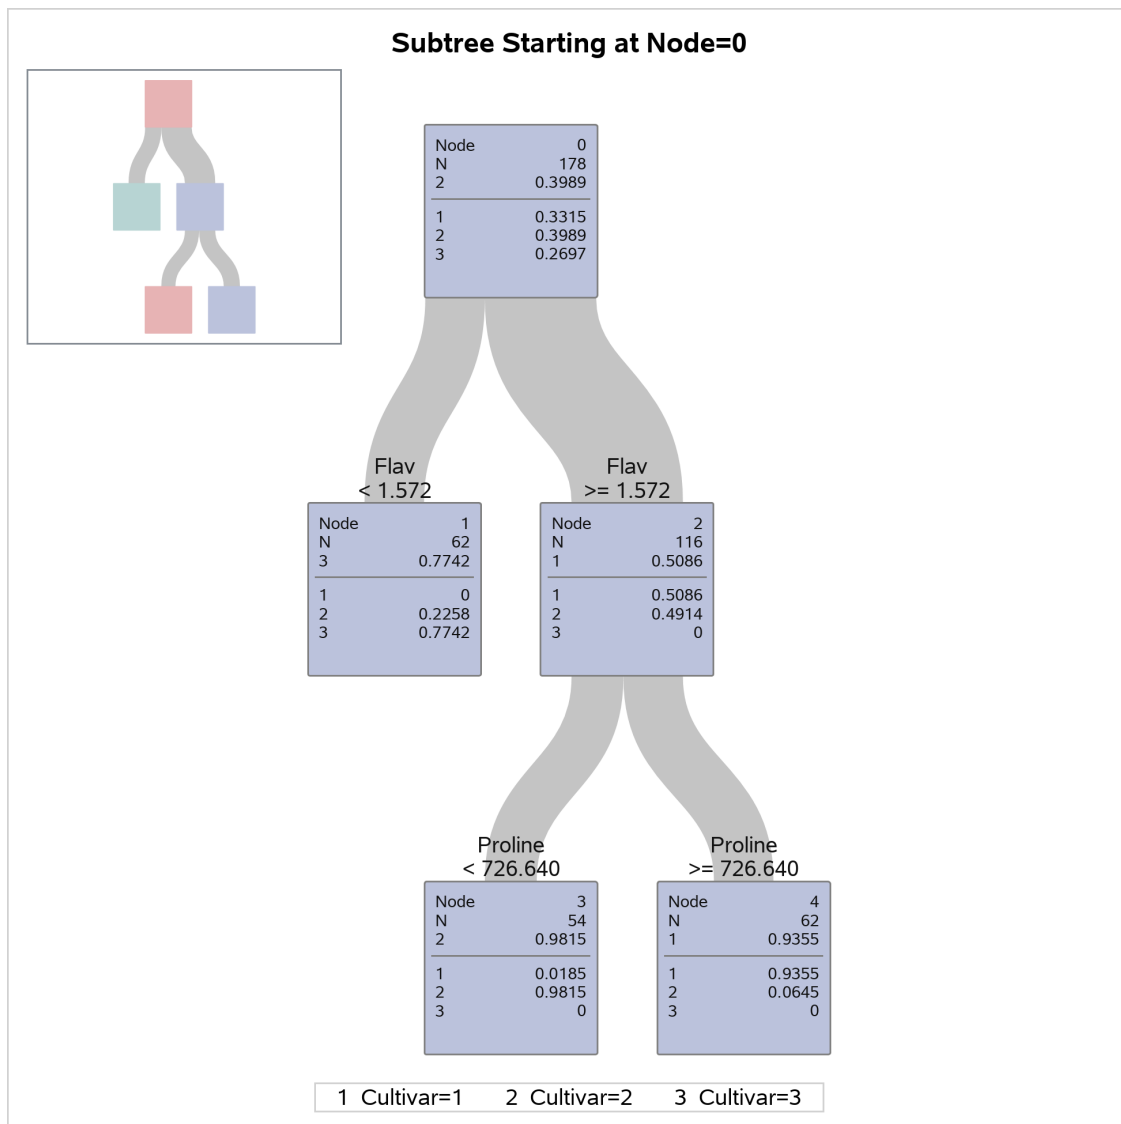 Subtree Starting at Node=0
Node 0
N 178
2 0.3989
1 0.3315
2 0.3989
3 0.2697
Flav
< 1.572
Flav
>= 1.572
Node 1
N 62
3 0.7742
1 0
2 0.2258
3 0.7742
Node 2
N 116
1 0.5086
1 0.5086
2 0.4914
3 0
Proline
< 726.640
Proline
>= 726.640
Node 3
N 54
2 0.9815
1 0.0185
2 0.9815
3 0
Node 4
N 62
1 0.9355
1 0.9355
2 0.0645
3 0
1 Cultivar=1 2 Cultivar=2 3 Cultivar=3